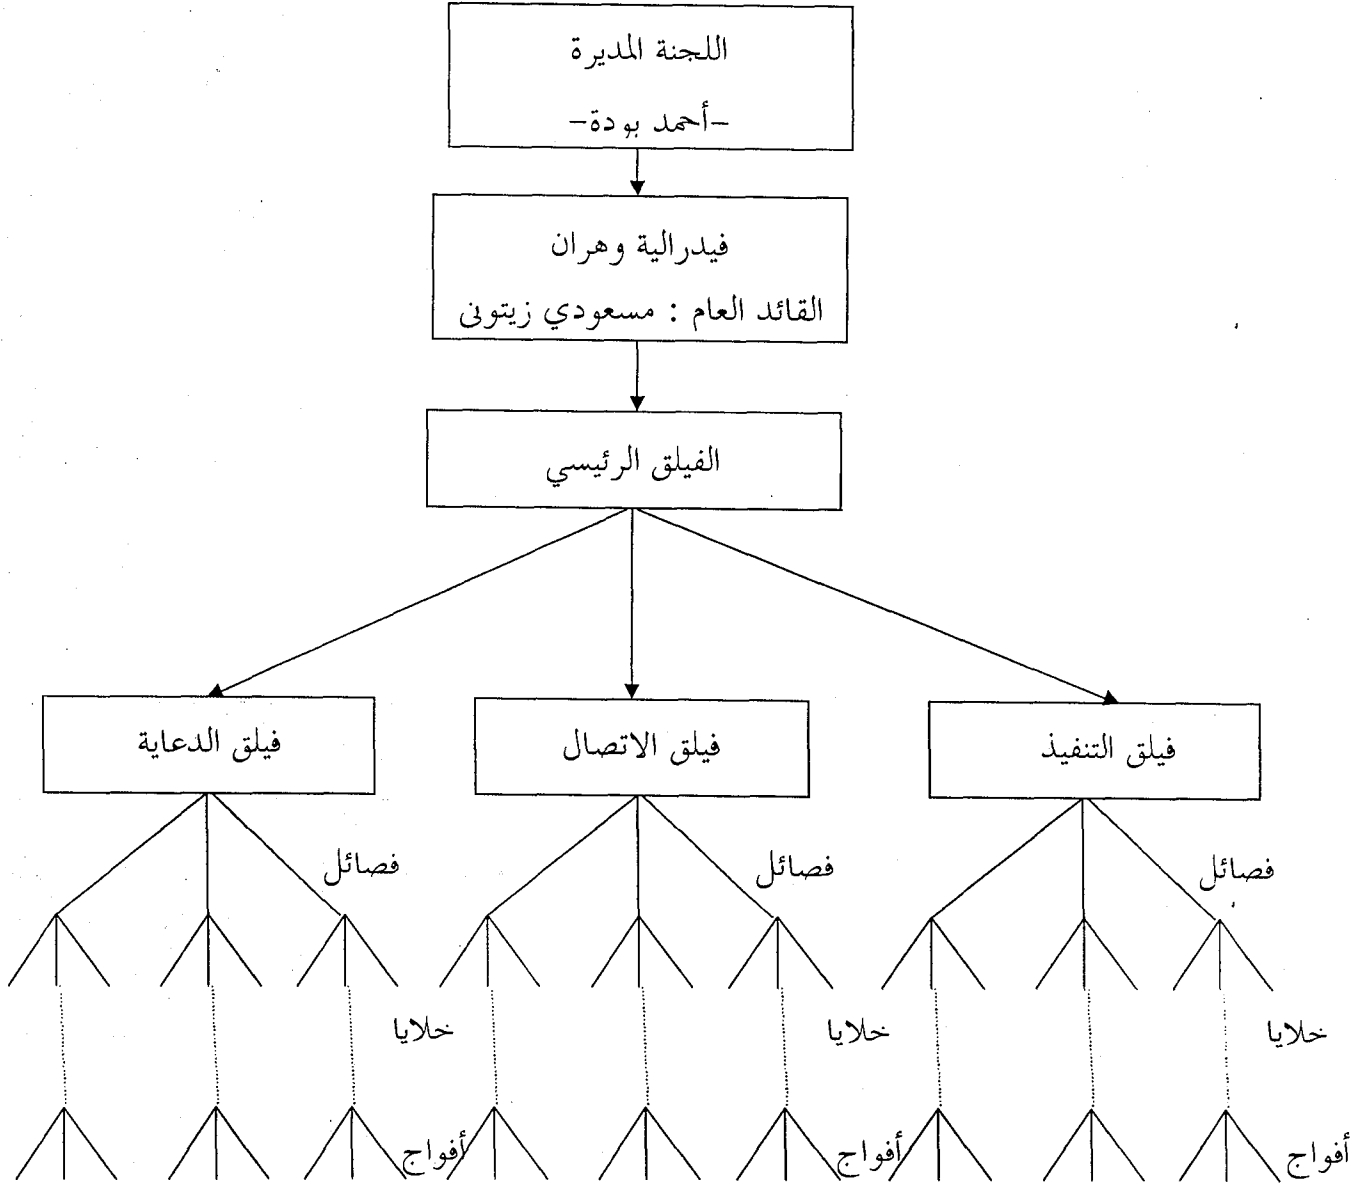 اللجنة المديرة
-أحمد بودة-
فيدرالية وهران
القائد العام : مسعودي زيتونى
الفيلق الرئيسي
فيلق التنفيذ
فيلق الاتصال
فيلق الدعاية
فصائل
فصائل
فصائل
خلايا
خلايا
خلايا
أفواج
أفواج
أفواج